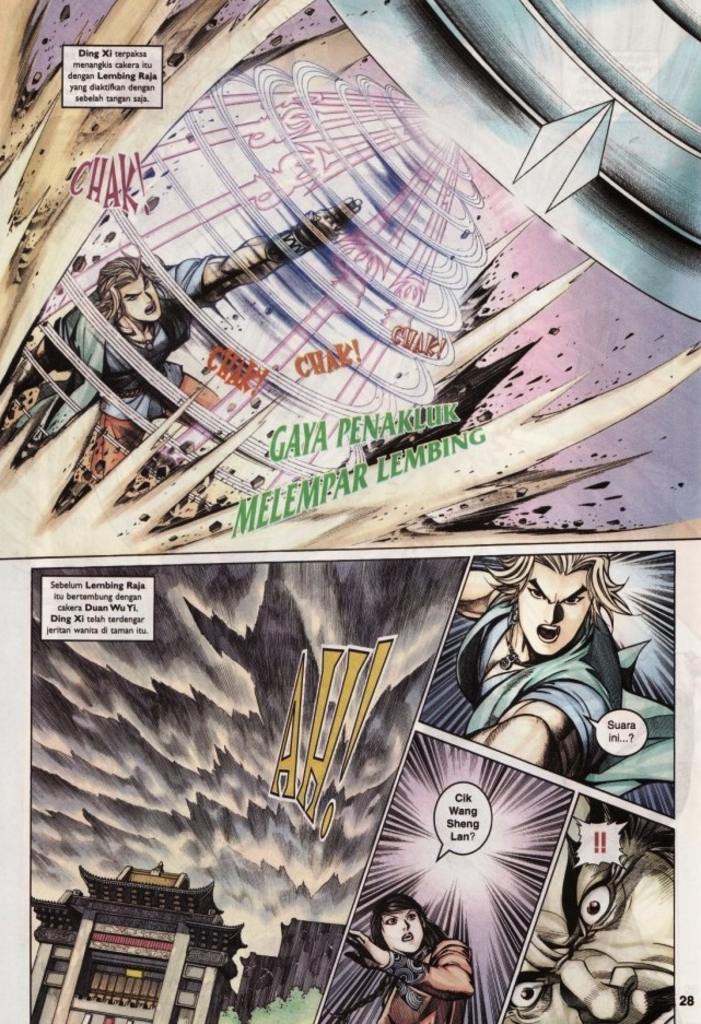 Ding Xi terpaksa
menangkis cakera itu
dengan Lembing Raja
yang diaktifkan dengan
sebelah tangan saja.
CHAK!
CHAK!
CHAK!
CHAK!
GAYA PENAKLUK
MELEMPAR LEMBING
Sebelum Lembing Raja
itu bertembung dengan
cakera Duan Wu Yi.
Ding Xi telah terdengar
jeritan wanita di taman itu.
AH!!
Suara
ini...?
Cik
Wang
Sheng
Lan?
!!
28